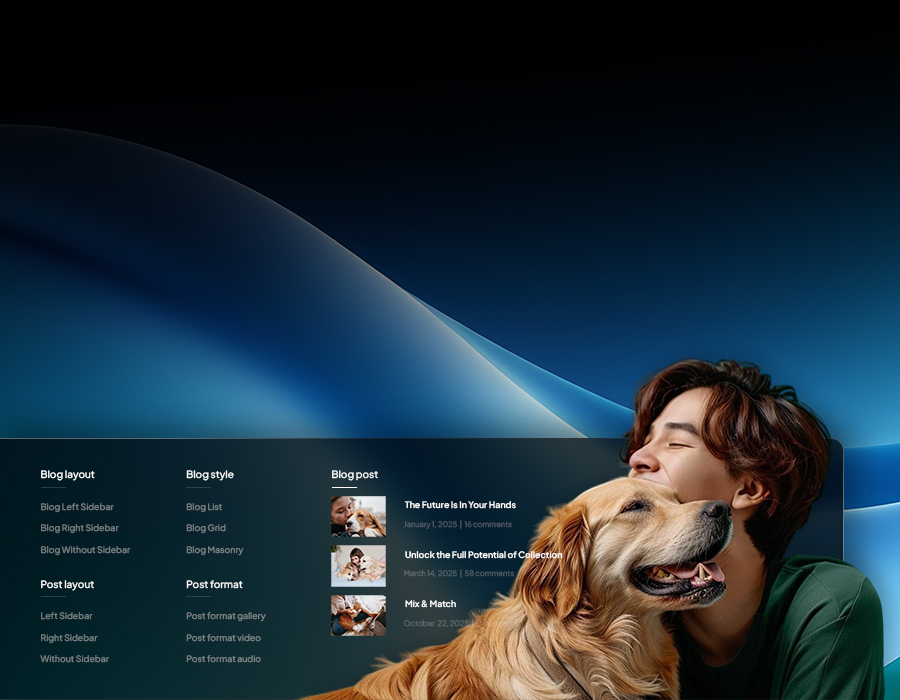 Blog layout
Blog Left Sidebar
Blog Right Sidebar
Blog Without Sidebar
Post layout
Left Sidebar
Right Sidebar
Without Sidebar
Blog style
Blog List
Blog Grid
Blog Masonry
Post format
Post format gallery
Post format video
Post format audio
Blog post
The Future Is In Your Hands
January 1, 2025 | 16 comments
Unlock the Full Potential of Collection
March 14, 2025 | 58 comments
Mix & Match
October 22, 2025 |